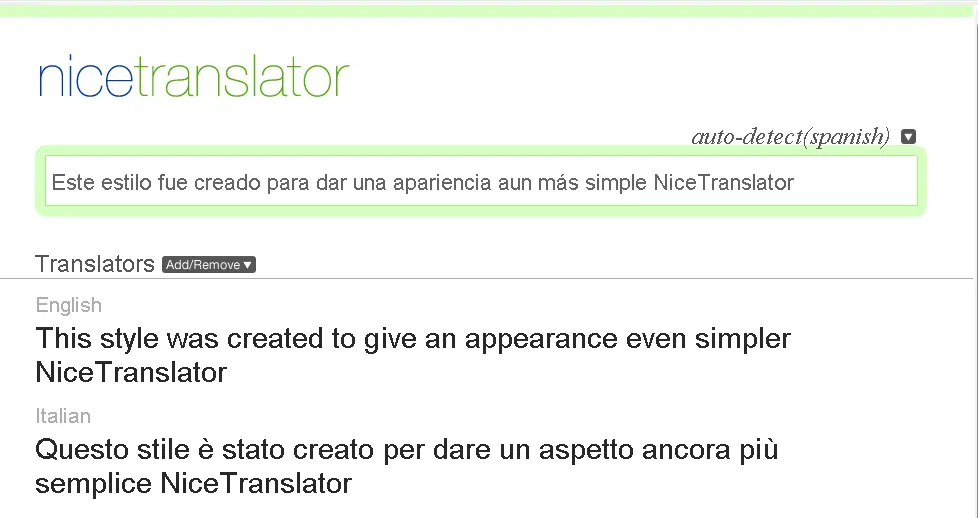 nicetranslator
auto-detect(spanish)
Este estilo fue creado para dar una apariencia aun más simple NiceTranslator
Translators Add/Remove
English
This style was created to give an appearance even simpler
NiceTranslator
Italian
Questo stile è stato creato per dare un aspetto ancora più
semplice NiceTranslator